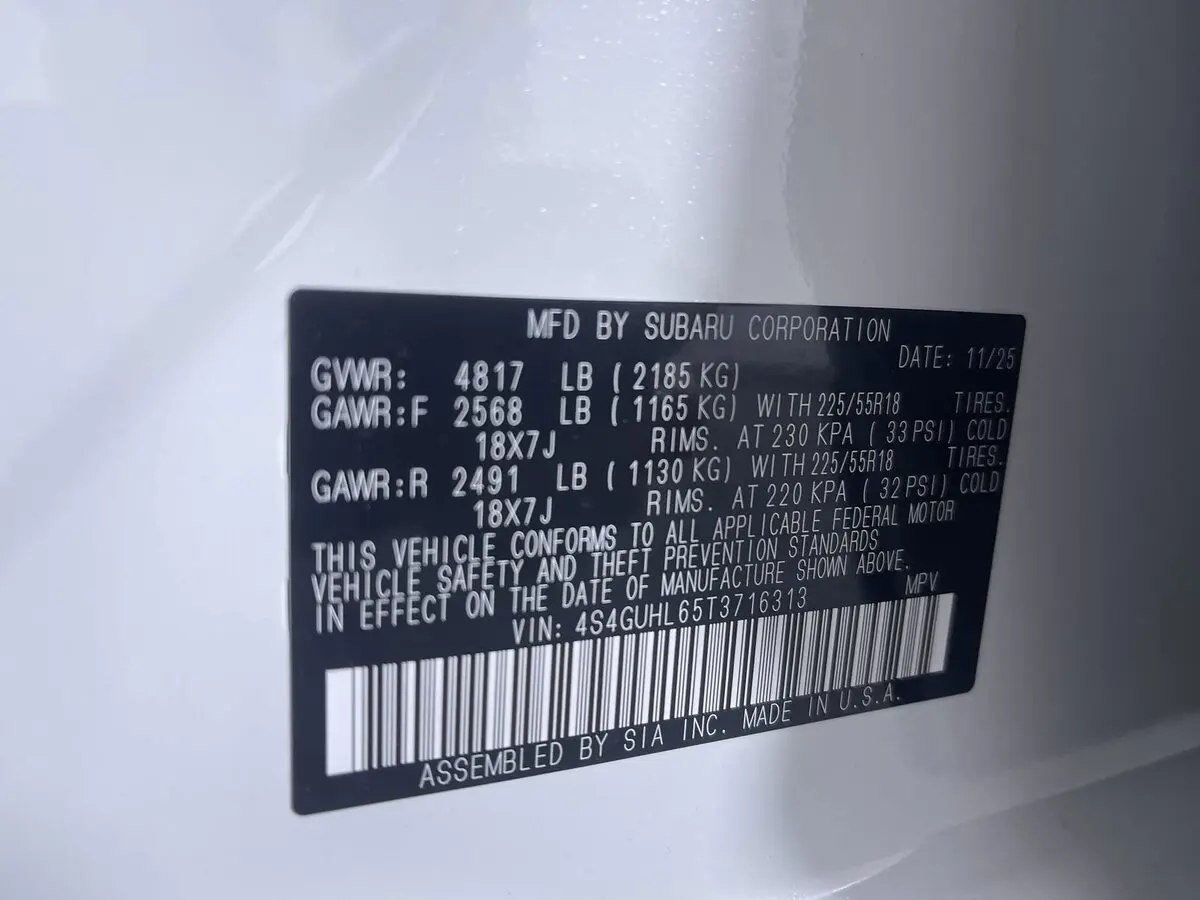 MFD BY SUBARU CORPORATION
DATE: 11/25
GVWR: 4817 LB ( 2185 KG)
GAWR:F 2568 LB ( 1165 KG) WITH 225/55R18 TIRES.
18X7J RIMS. AT 230 KPA ( 33 PSI) COLD
GAWR:R 2491 LB ( 1130 KG) WITH 225/55R18 TIRES.
18X7J RIMS. AT 220 KPA ( 32 PSI) COLD
THIS VEHICLE CONFORMS TO ALL APPLICABLE FEDERAL MOTOR
VEHICLE SAFETY AND THEFT PREVENTION STANDARDS
IN EFFECT ON THE DATE OF MANUFACTURE SHOWN ABOVE.
VIN: 4S4GUHL65T3716313 MPV
ASSEMBLED BY SIA INC. MADE IN U.S.A.